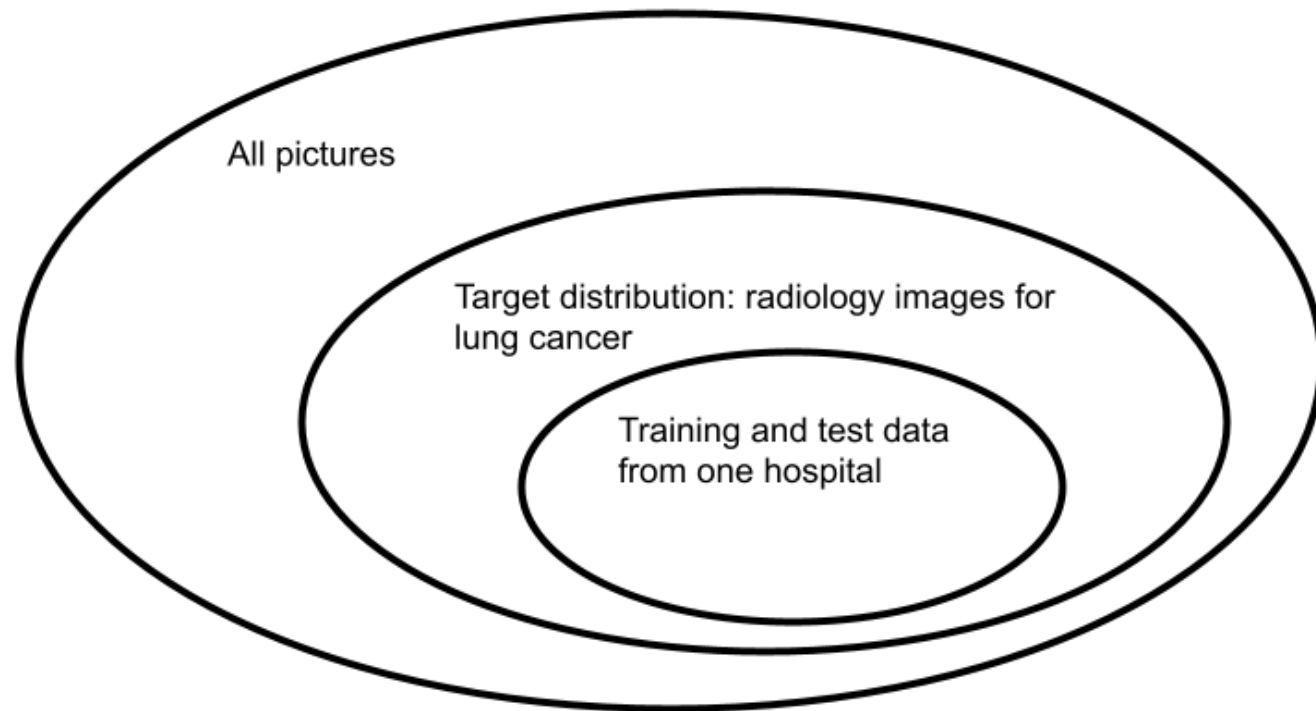 All pictures
Target distribution: radiology images for
lung cancer
Training and test data
from one hospital